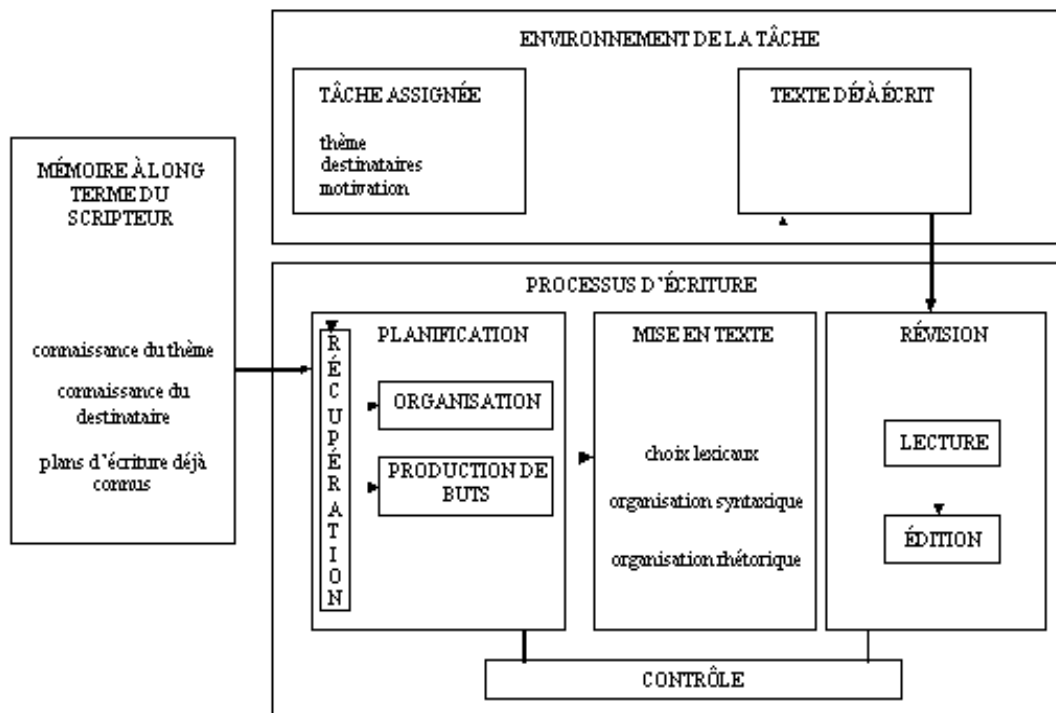 ENVIRONNEMENT DE LA TÂCHE
TÂCHE ASSIGNÉE
thème
destinataires
motivation
TEXTE DÉJÀ ÉCRIT
MÉMOIRE À LONG
TERME DU
SCRIPTEUR
connaissance du thème
connaissance du
destinataire
plans d'écriture déjà
connus
PROCESSUS D'ÉCRITURE
RÉCUPÉRATION
PLANIFICATION
ORGANISATION
PRODUCTION DE
BUTS
MISE EN TEXTE
choix lexicaux
organisation syntaxique
organisation rhétorique
RÉVISION
LECTURE
ÉDITION
CONTRÔLE